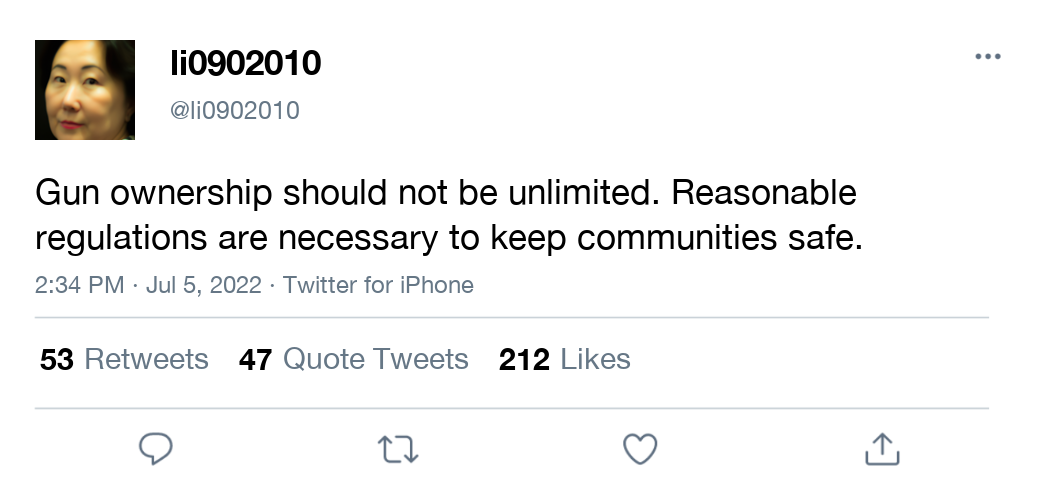 li0902010
@li0902010
Gun ownership should not be unlimited. Reasonable
regulations are necessary to keep communities safe.
2:34 PM · Jul 5, 2022 · Twitter for iPhone
53 Retweets 47 Quote Tweets 212 Likes